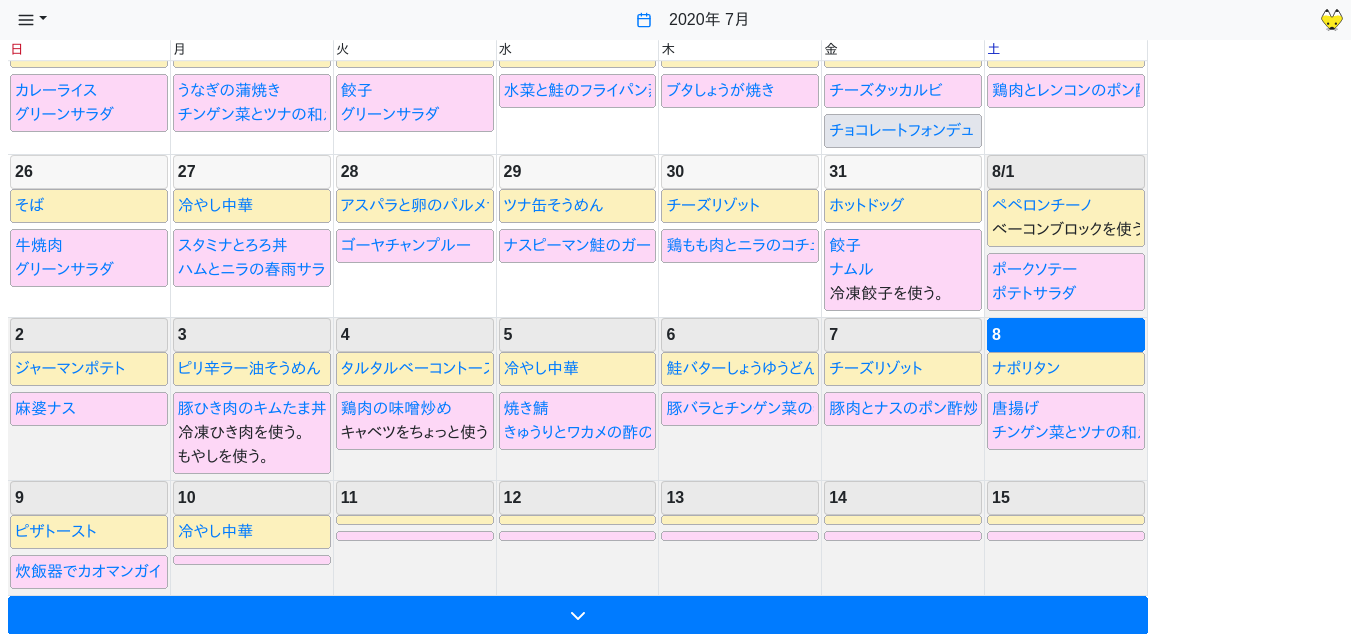 2020年 7月
日 月 火 水 木 金 土
カレーライス
グリーンサラダ
うなぎの蒲焼き
チンゲン菜とツナの和
餃子
グリーンサラダ
水菜と鮭のフライパン
ブタしょうが焼き
チーズタッカルビ
チョコレートフォンデュ
鶏肉とレンコンのポン
26 27 28 29 30 31 8/1
そば
牛焼肉
グリーンサラダ
冷やし中華
スタミナとろろ丼
ハムとニラの春雨サラ
アスパラと卵のパルメ
ゴーヤチャンプルー
ツナ缶そうめん
ナスピーマン鮭のガー
チーズリゾット
鶏もも肉とニラのコチュ
ホットドッグ
餃子
ナムル
冷凍餃子を使う。
ペペロンチーノ
ベーコンブロックを使う
ポークソテー
ポテトサラダ
2 3 4 5 6 7 8
ジャーマンポテト
麻婆ナス
ピリ辛ラー油そうめん
豚ひき肉のキムたま丼
冷凍ひき肉を使う。
もやしを使う。
タルタルベーコントース
鶏肉の味噌炒め
キャベツをちょっと使う
冷やし中華
焼き鯖
きゅうりとワカメの酢の
鮭バターしょうゆうどん
豚バラとチンゲン菜の
チーズリゾット
豚肉とナスのポン酢炒
ナポリタン
唐揚げ
チンゲン菜とツナの和
9 10 11 12 13 14 15
ピザトースト
炊飯器でカオマンガイ
冷やし中華